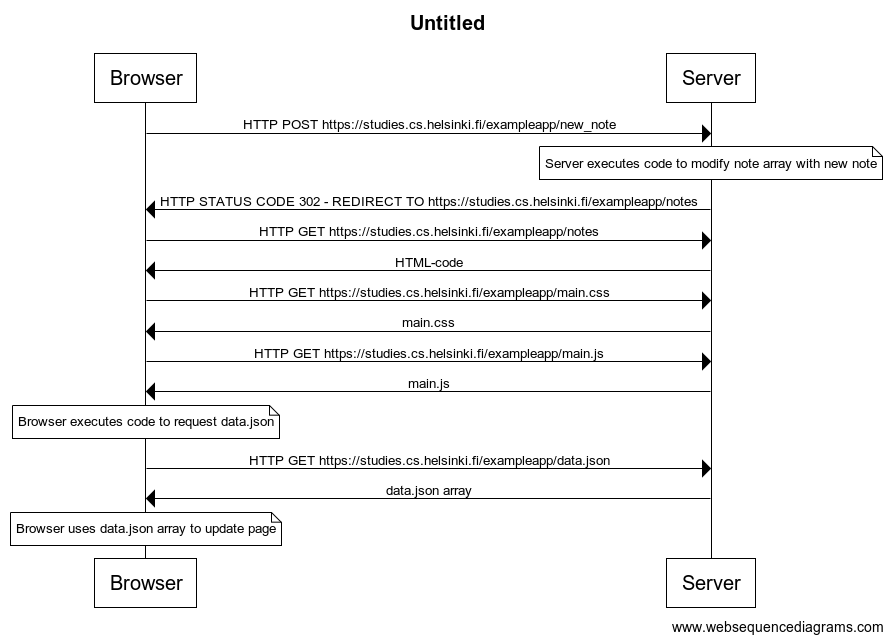 Untitled
Browser
Server
HTTP POST https://studies.cs.helsinki.fi/exampleapp/new_note
Server executes code to modify note array with new note
HTTP STATUS CODE 302 - REDIRECT TO https://studies.cs.helsinki.fi/exampleapp/notes
HTTP GET https://studies.cs.helsinki.fi/exampleapp/notes
HTML-code
HTTP GET https://studies.cs.helsinki.fi/exampleapp/main.css
main.css
HTTP GET https://studies.cs.helsinki.fi/exampleapp/main.js
main.js
Browser executes code to request data.json
HTTP GET https://studies.cs.helsinki.fi/exampleapp/data.json
data.json array
Browser uses data.json array to update page
Browser
Server
www.websequencediagrams.com